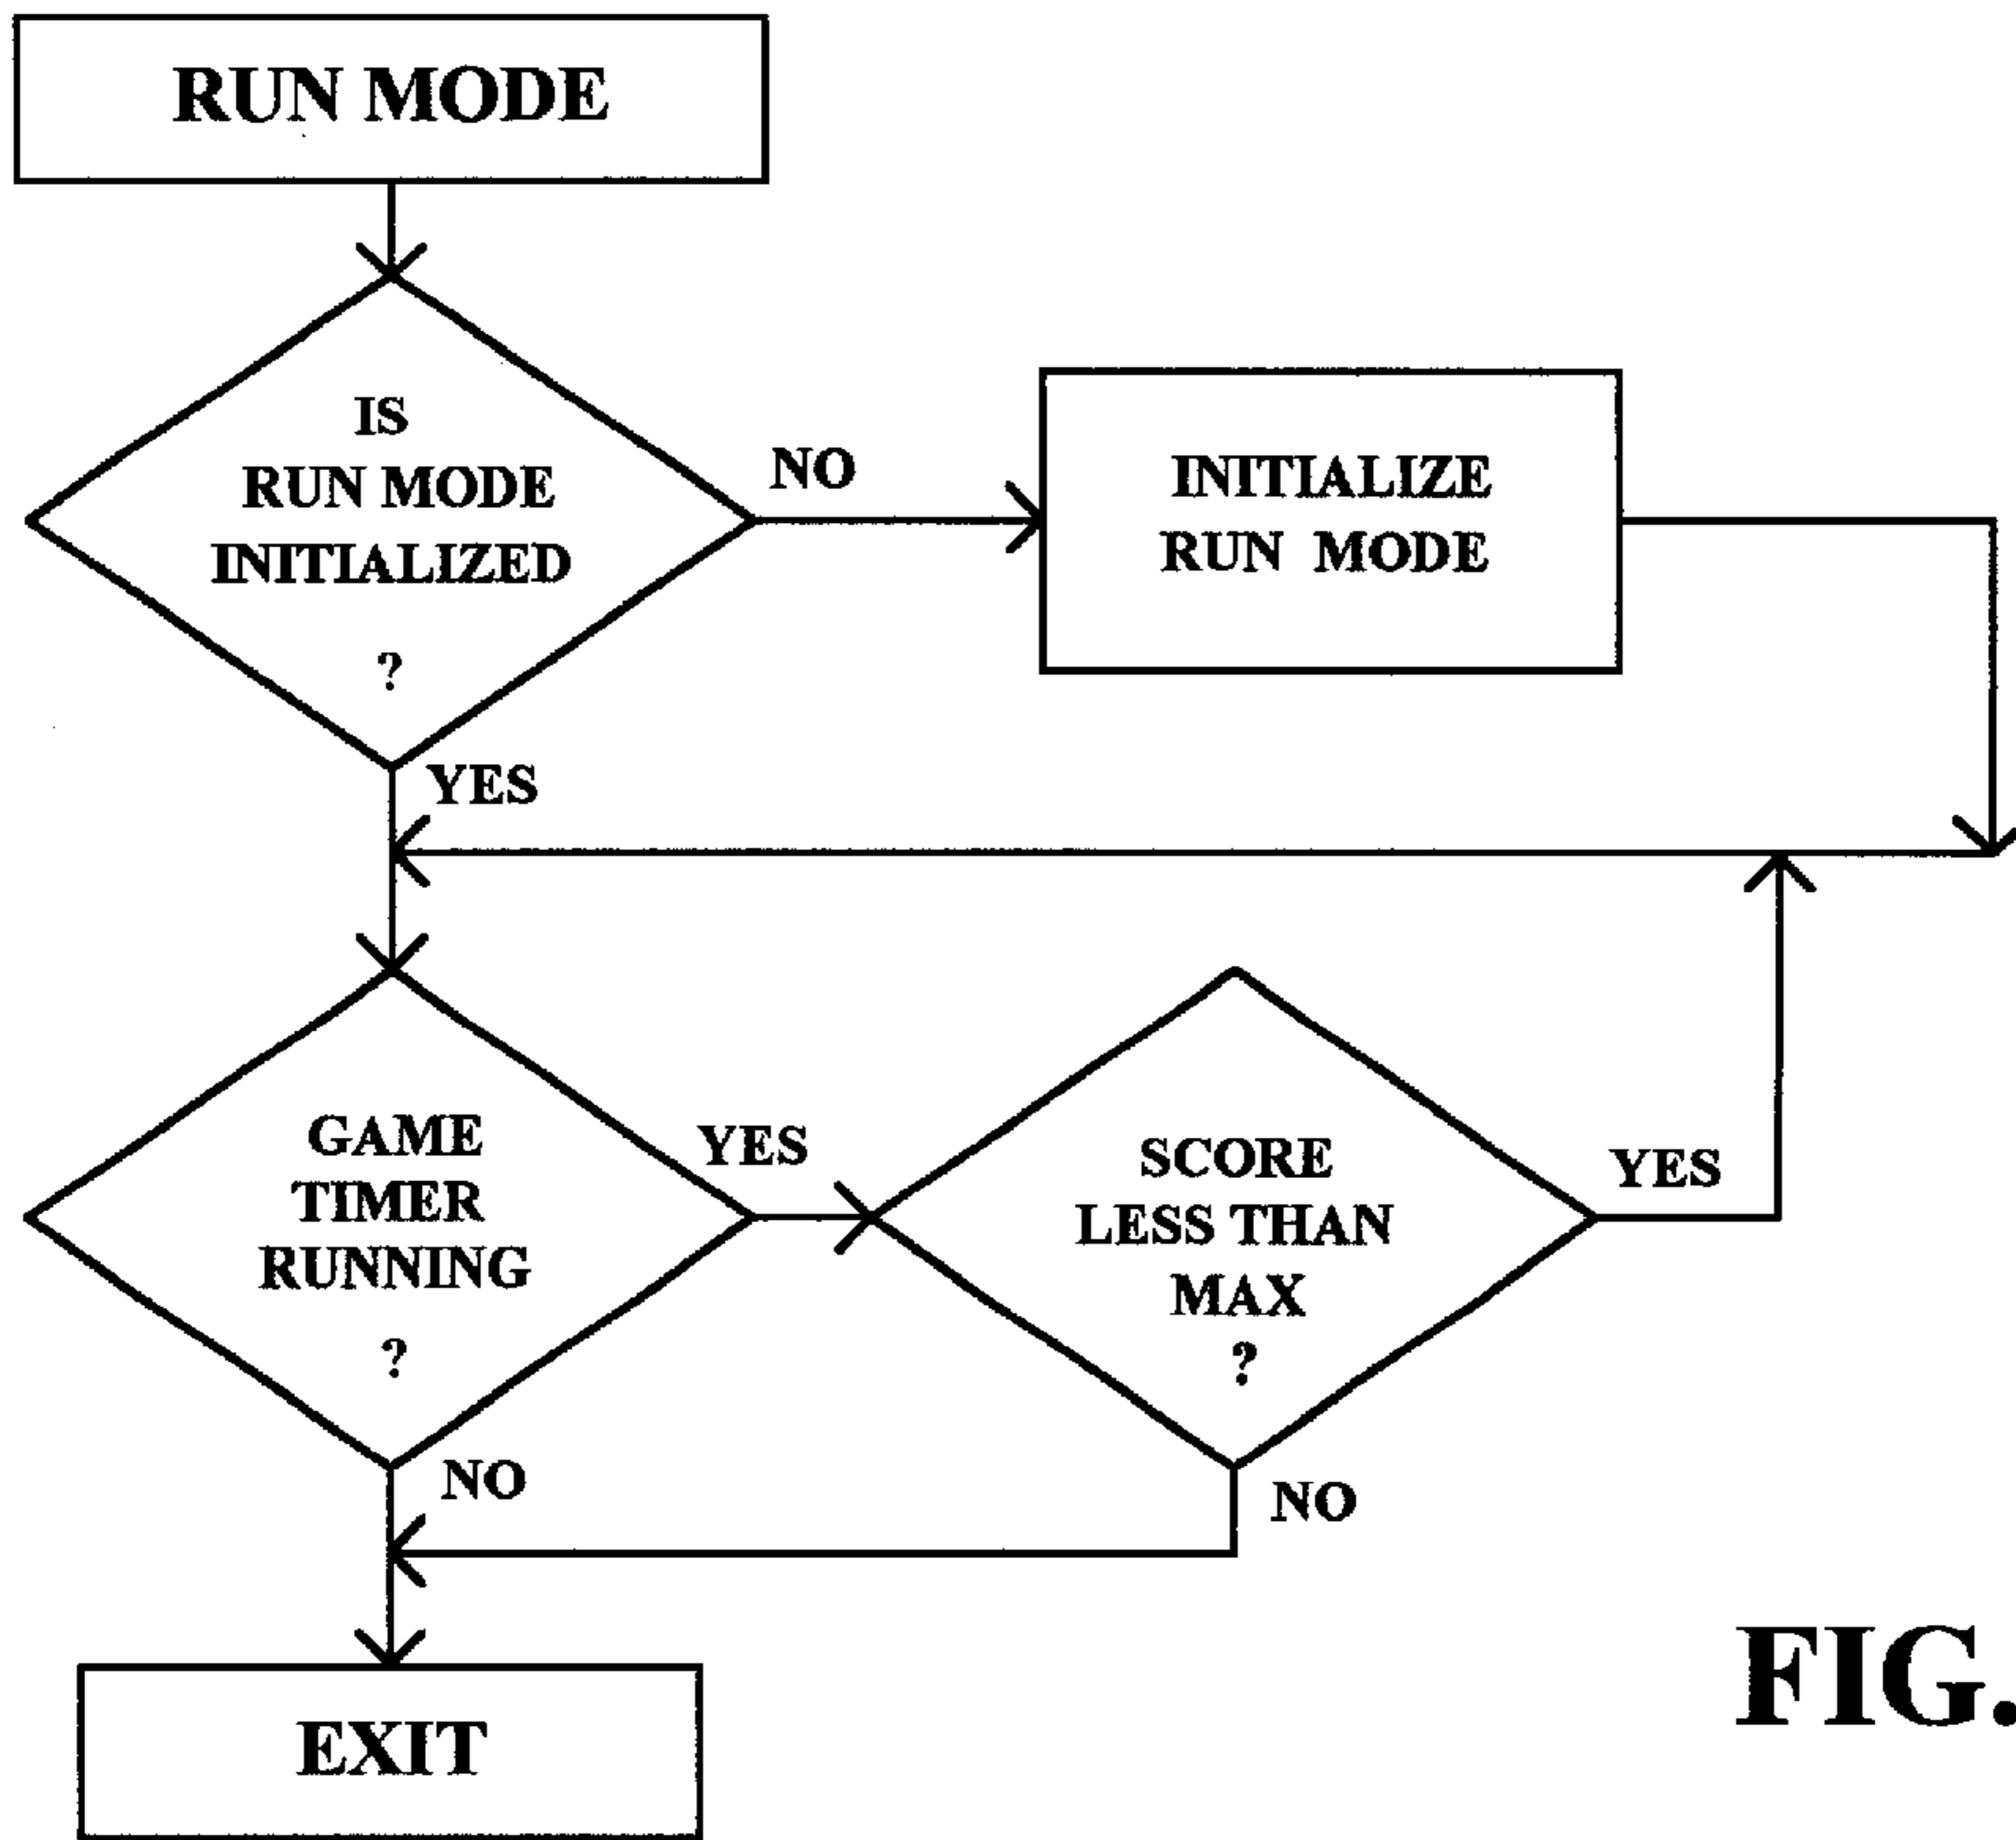 RUN MODE
IS
RUN MODE
INITIALIZED
?
NO
INITIALIZE
RUN MODE
YES
GAME
TIMER
RUNNING
?
YES
SCORE
LESS THAN
MAX
?
YES
NO
NO
EXIT
FIG.